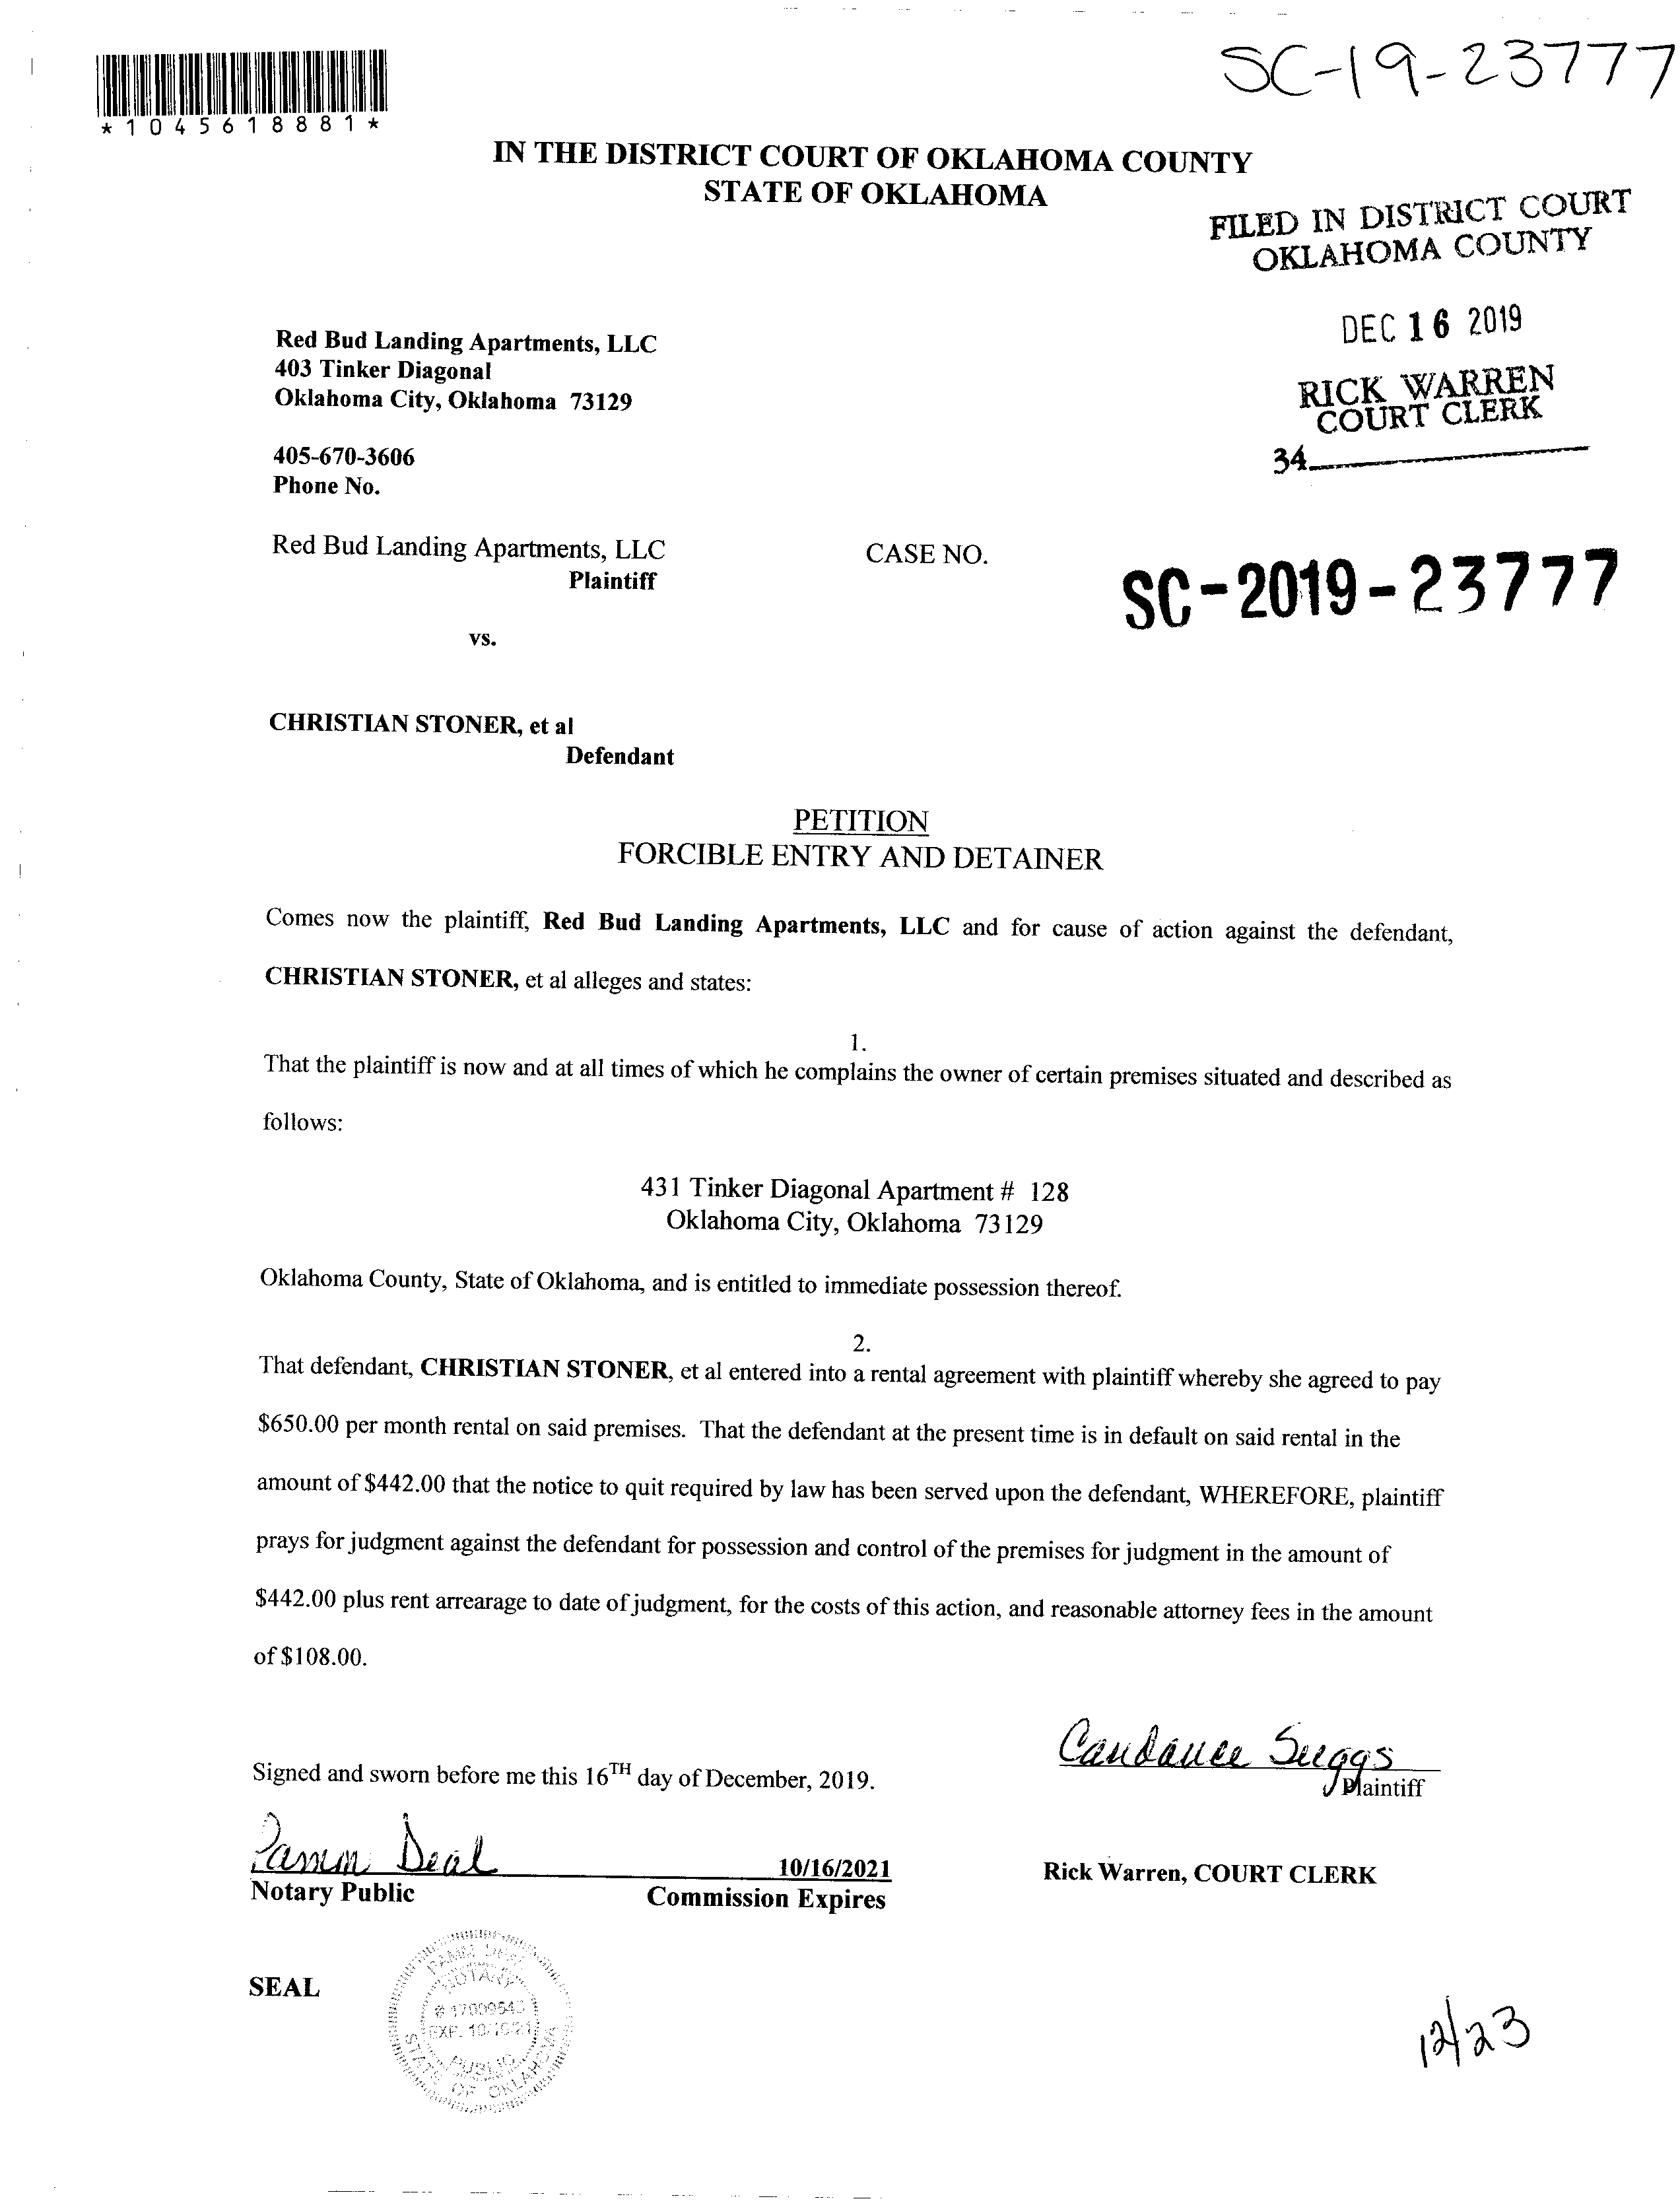 SC-19-23777
*1045618881*
IN THE DISTRICT COURT OF OKLAHOMA COUNTY
STATE OF OKLAHOMA
FILED IN DISTRICT COURT
OKLAHOMA COUNTY
DEC 16 2019
RICK WARREN
COURT CLERK
34
Red Bud Landing Apartments, LLC
403 Tinker Diagonal
Oklahoma City, Oklahoma 73129
405-670-3606
Phone No.
Red Bud Landing Apartments, LLC
Plaintiff
CASE NO.
SC-2019-23777
vs.
CHRISTIAN STONER, et al
Defendant
PETITION
FORCIBLE ENTRY AND DETAINER
Comes now the plaintiff, Red Bud Landing Apartments, LLC and for cause of action against the defendant,
CHRISTIAN STONER, et al alleges and states:
1.
That the plaintiff is now and at all times of which he complains the owner of certain premises situated and described as
follows:
431 Tinker Diagonal Apartment # 128
Oklahoma City, Oklahoma 73129
Oklahoma County, State of Oklahoma, and is entitled to immediate possession thereof.
2.
That defendant, CHRISTIAN STONER, et al entered into a rental agreement with plaintiff whereby she agreed to pay
$650.00 per month rental on said premises. That the defendant at the present time is in default on said rental in the
amount of $442.00 that the notice to quit required by law has been served upon the defendant, WHEREFORE, plaintiff
prays for judgment against the defendant for possession and control of the premises for judgment in the amount of
$442.00 plus rent arrearage to date of judgment, for the costs of this action, and reasonable attorney fees in the amount
of $108.00.
Candance Suggs
Plaintiff
Signed and sworn before me this 16TH day of December, 2019.
Pamm Deal
10/16/2021
Notary Public
Commission Expires
Rick Warren, COURT CLERK
SEAL
PAMM DEAL
NOTARY
EXP.
PUBLIC
STATE OF OKLAHOMA
12/23